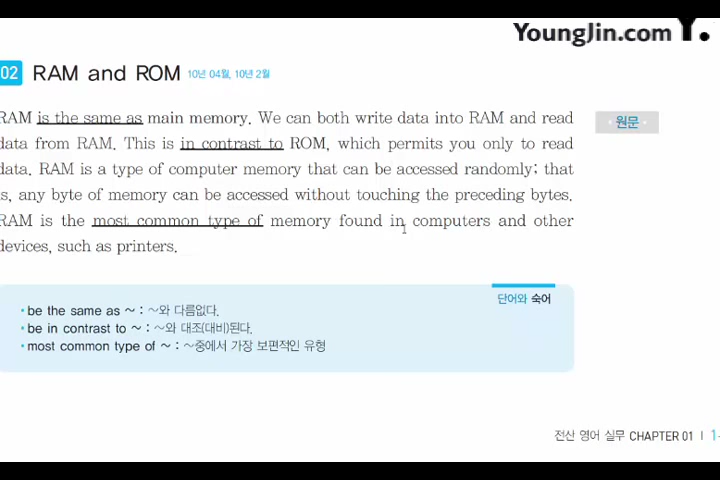 YoungJin.com Y.
02 RAM and ROM 10년 04월, 10년 2월
RAM is the same as main memory. We can both write data into RAM and read
원문
data from RAM. This is in contrast to ROM, which permits you only to read
data. RAM is a type of computer memory that can be accessed randomly; that
is, any byte of memory can be accessed without touching the preceding bytes.
RAM is the most common type of memory found in computers and other
devices, such as printers.
단어와 숙어
• be the same as ~ : ~와 다름없다.
• be in contrast to ~ : ~와 대조(대비)된다.
• most common type of ~ : ~중에서 가장 보편적인 유형
전산 영어 실무 CHAPTER 01 | 1-